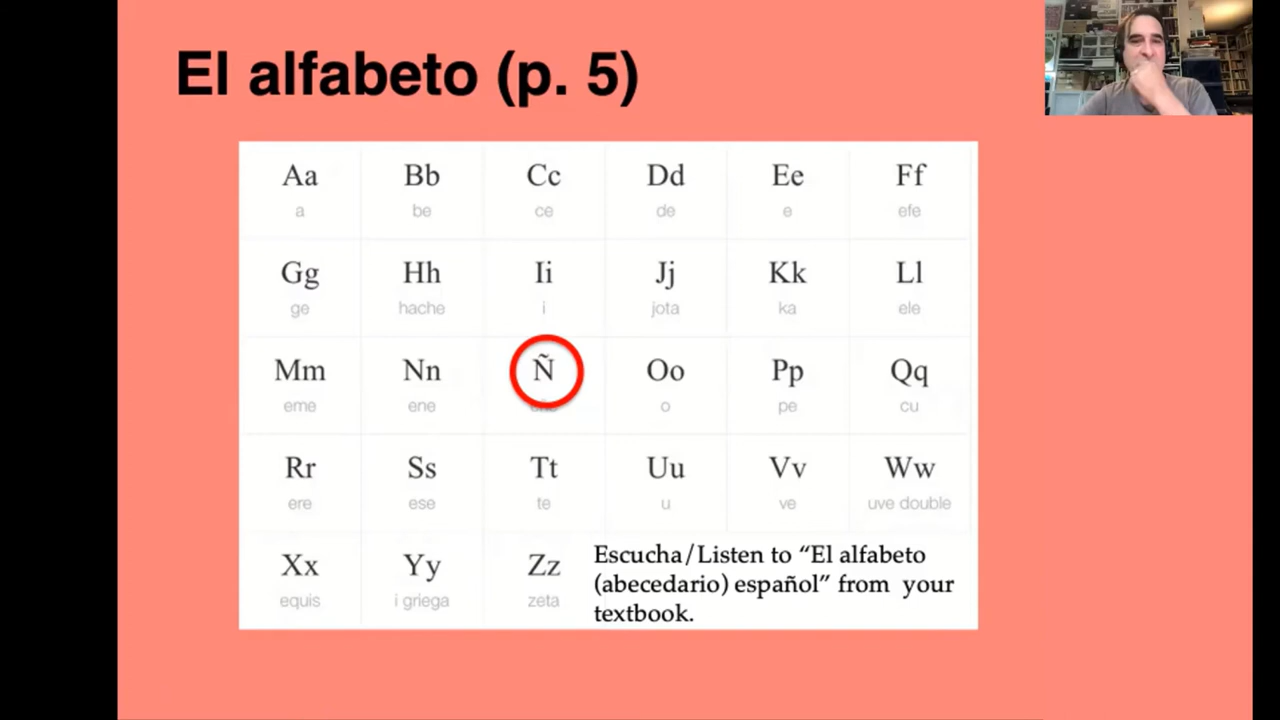 El alfabeto (p. 5)
Aa Bb Cc Dd Ee Ff
a be ce de e efe
Gg Hh Ii Jj Kk Ll
ge hache i jota ka ele
Mm Nn Ñ Oo Pp Qq
eme ene o pe cu
Rr Ss Tt Uu Vv Ww
ere ese te u ve uve double
Xx Yy Zz
equis i griega zeta
Escucha/Listen to “El alfabeto
(abecedario) español” from your
textbook.